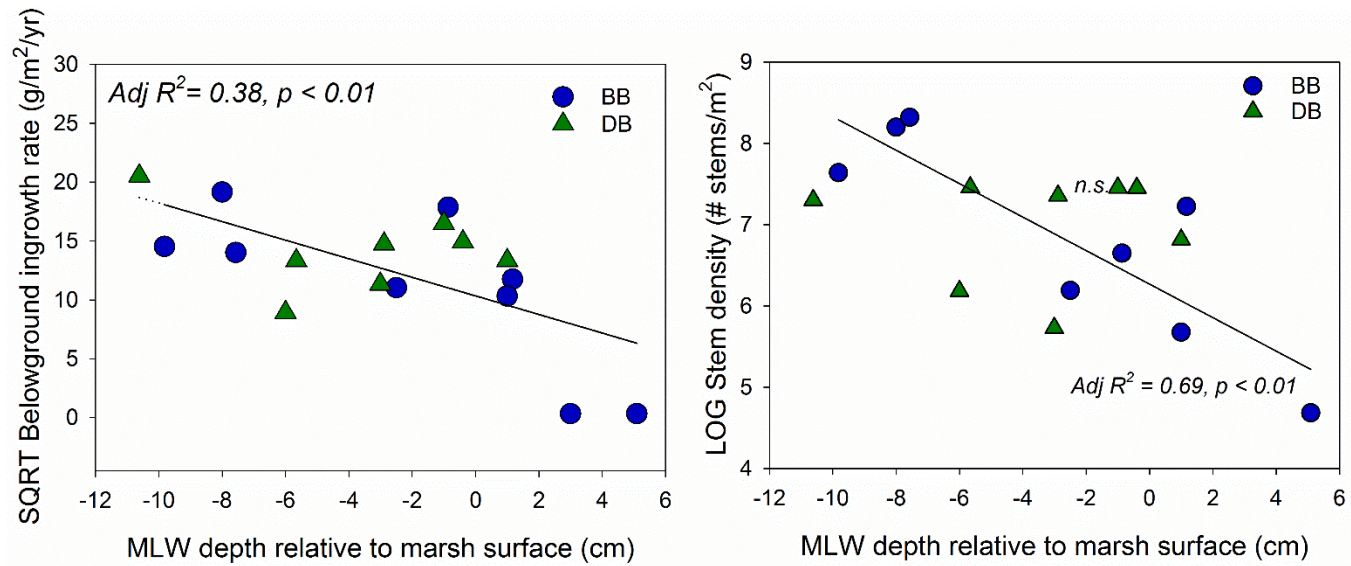 SQRT Belowground ingrowth rate (g/m²/yr)
30
25
20
15
10
5
0
Adj R²= 0.38, p < 0.01
BB
DB
-12 -10 -8 -6 -4 -2 0 2 4 6
MLW depth relative to marsh surface (cm)
LOG Stem density (# stems/m²)
9
8
7
6
5
4
BB
DB
n.s.
Adj R² = 0.69, p < 0.01
-12 -10 -8 -6 -4 -2 0 2 4 6
MLW depth relative to marsh surface (cm)